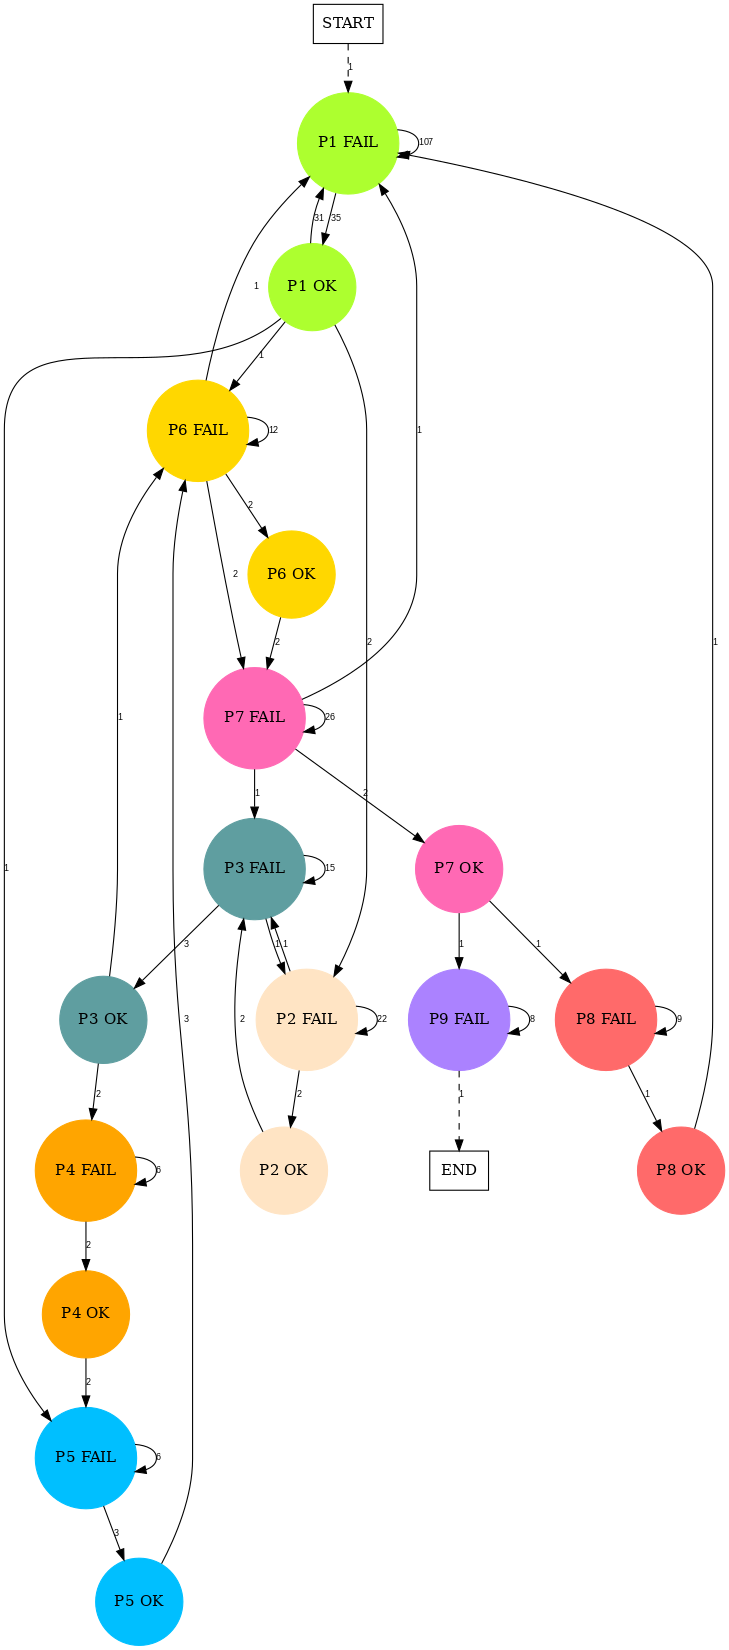 START
1
P1 FAIL
107
31
35
P1 OK
1
1
P6 FAIL
12
1
2
2
P6 OK
2
2
1
P7 FAIL
26
1
1
2
P3 FAIL
15
P7 OK
1
3
1
1
1
1
P3 OK
3
2
P2 FAIL
22
P9 FAIL
8
P8 FAIL
9
2
2
1
1
P4 FAIL
6
P2 OK
END
P8 OK
2
P4 OK
2
P5 FAIL
6
3
P5 OK